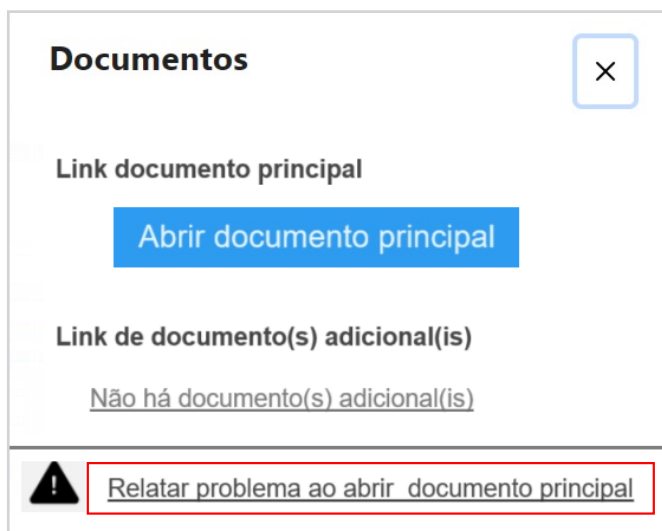 Documentos
Link documento principal
Abrir documento principal
Link de documento(s) adicional(is)
Não há documento(s) adicional(is)
Relatar problema ao abrir documento principal